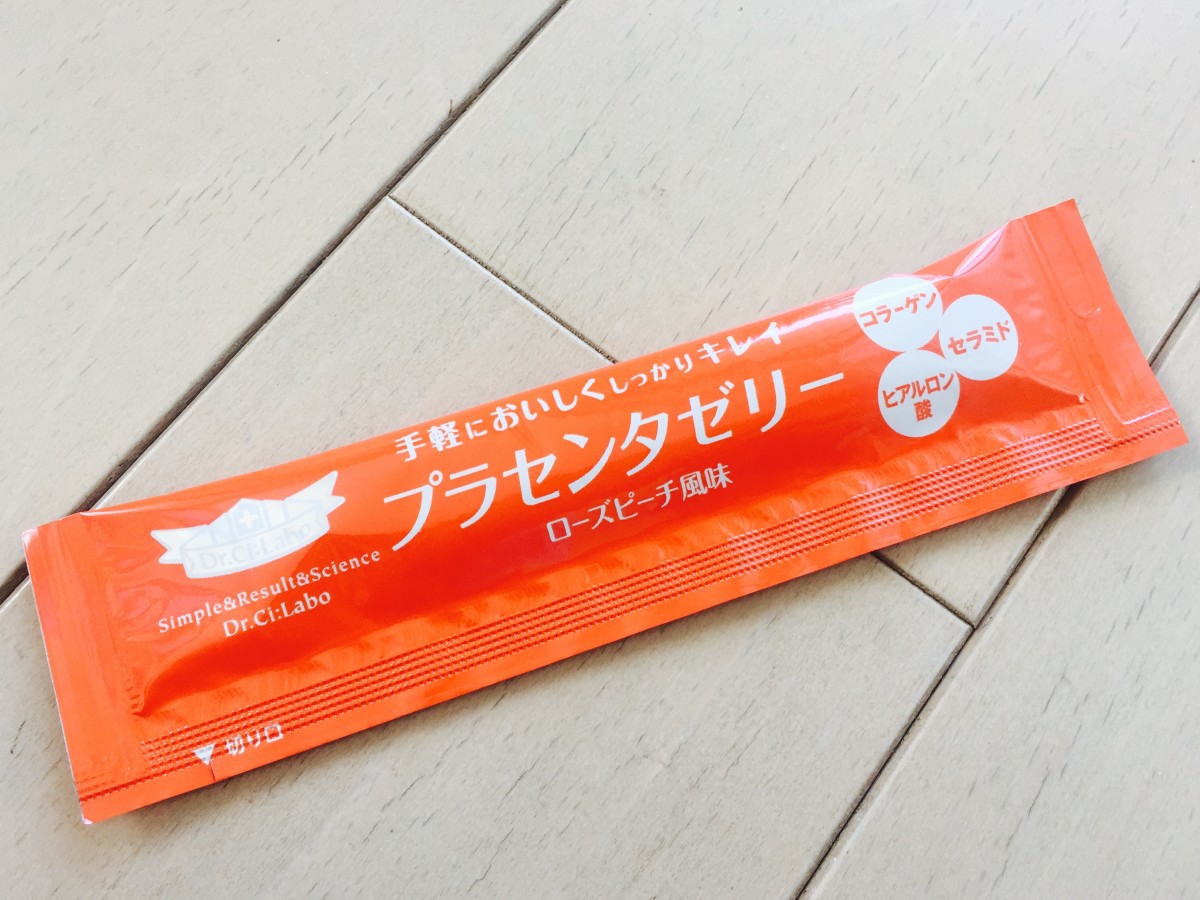 手軽においしくしっかりキレイ
プラセンタゼリー
ローズピーチ風味
コラーゲン
セラミド
ヒアルロン
酸
Dr.Ci:Labo
Simple&Result&Science
Dr.Ci:Labo
切り口